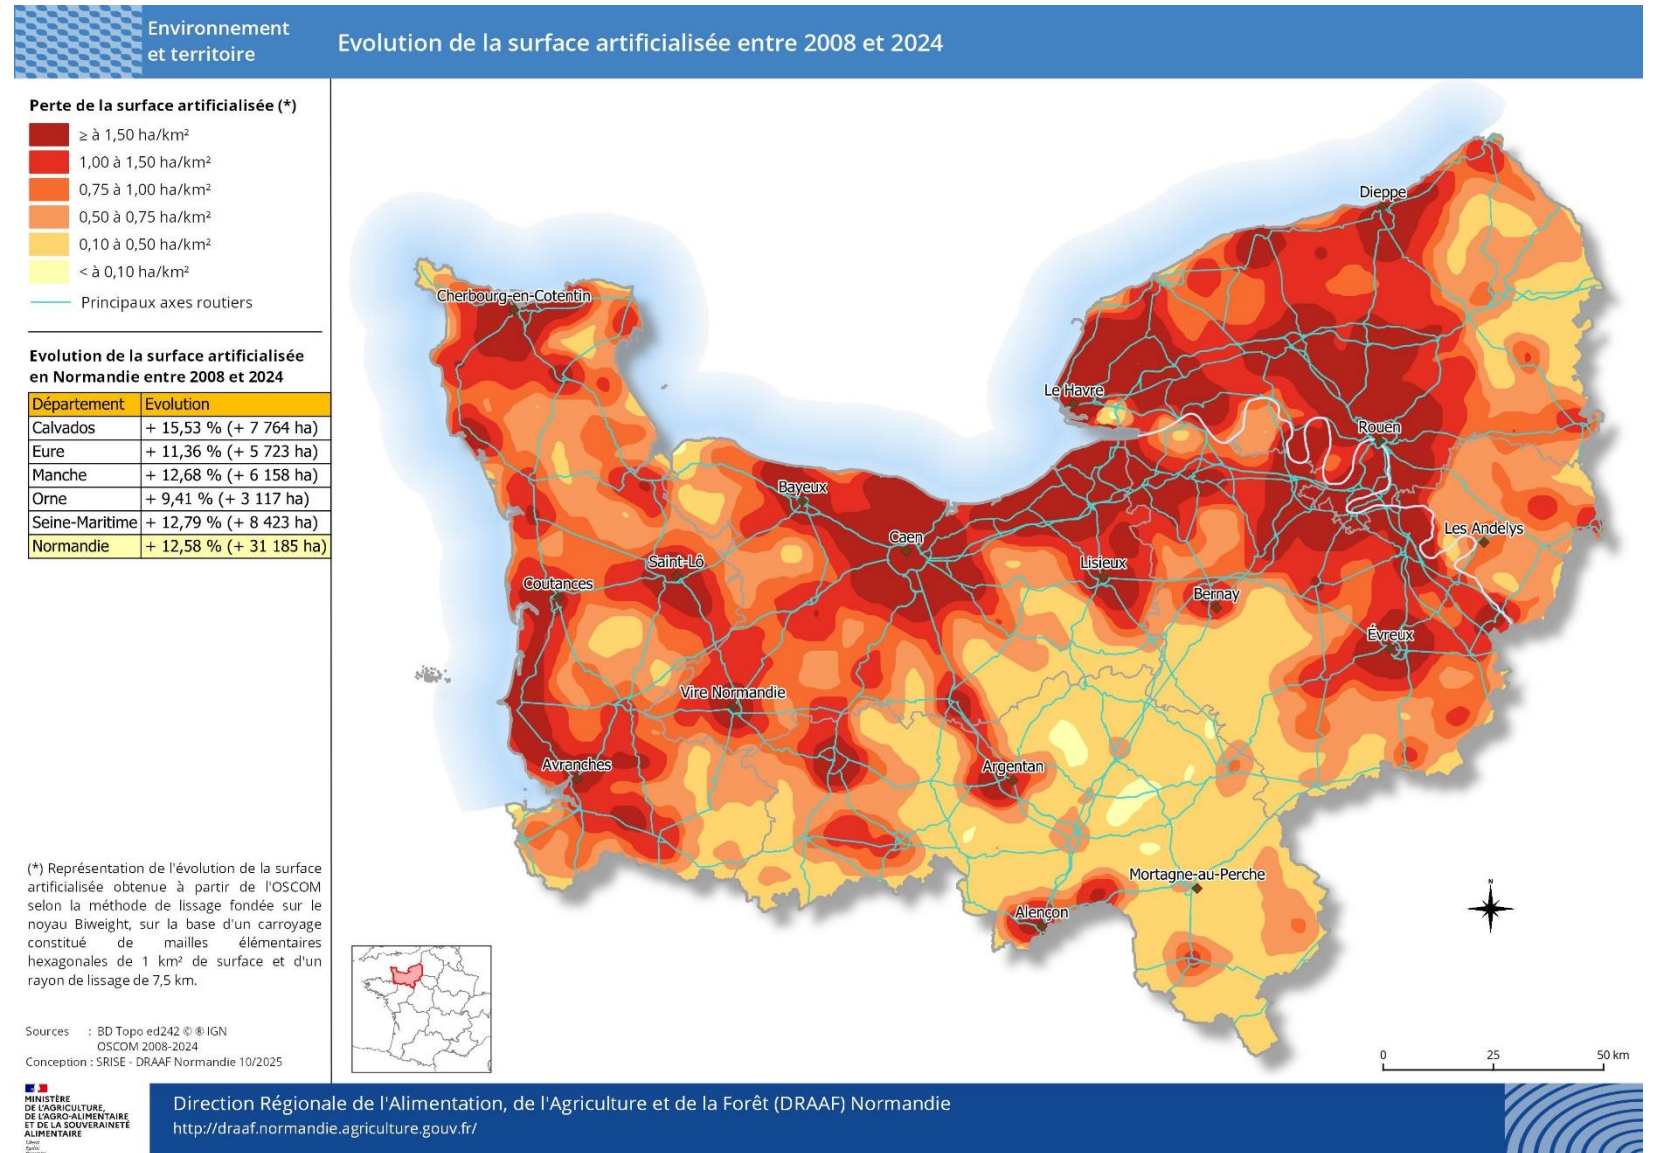 Environnement
et territoire
Evolution de la surface artificialisée entre 2008 et 2024
Perte de la surface artificialisée (*)
≥ à 1,50 ha/km²
1,00 à 1,50 ha/km²
0,75 à 1,00 ha/km²
0,50 à 0,75 ha/km²
0,10 à 0,50 ha/km²
< à 0,10 ha/km²
Principaux axes routiers
Evolution de la surface artificialisée
en Normandie entre 2008 et 2024
Département Evolution
Calvados + 15,53 % (+ 7 764 ha)
Eure + 11,36 % (+ 5 723 ha)
Manche + 12,68 % (+ 6 158 ha)
Orne + 9,41 % (+ 3 117 ha)
Seine-Maritime + 12,79 % (+ 8 423 ha)
Normandie + 12,58 % (+ 31 185 ha)
(*) Représentation de l'évolution de la surface
artificialisée obtenue à partir de l'OSCOM
selon la méthode de lissage fondée sur le
noyau Biweight, sur la base d'un carroyage
constitué de mailles élémentaires
hexagonales de 1 km² de surface et d'un
rayon de lissage de 7,5 km.
Sources : BD Topo ed242 © ® IGN
OSCOM 2008-2024
Conception : SRISE - DRAAF Normandie 10/2025
Dieppe
Cherbourg-en-Cotentin
Le Havre
Rouen
Bayeux
Les Andelys
Caen
Saint-Lô
Lisieux
Coutances
Bernay
Évreux
Vire Normandie
Avranches
Argentan
Mortagne-au-Perche
Alençon
N
0 25 50 km
MINISTÈRE
DE L'AGRICULTURE,
DE L'AGRO-ALIMENTAIRE
ET DE LA SOUVERAINETÉ
ALIMENTAIRE
Direction Régionale de l'Alimentation, de l'Agriculture et de la Forêt (DRAAF) Normandie
http://draaf.normandie.agriculture.gouv.fr/